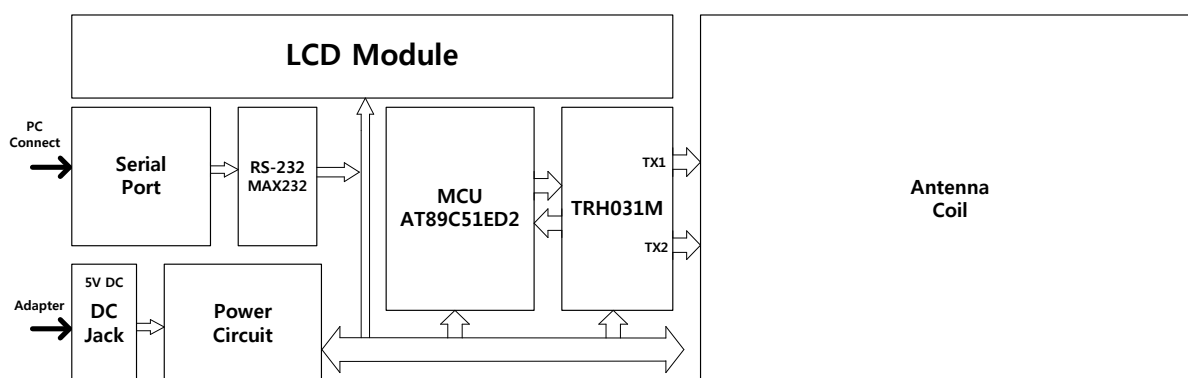 LCD Module
PC
Connect
Serial
Port
RS-232
MAX232
MCU
AT89C51ED2
TRH031M
TX1
TX2
Antenna
Coil
Adapter
5V DC
DC
Jack
Power
Circuit